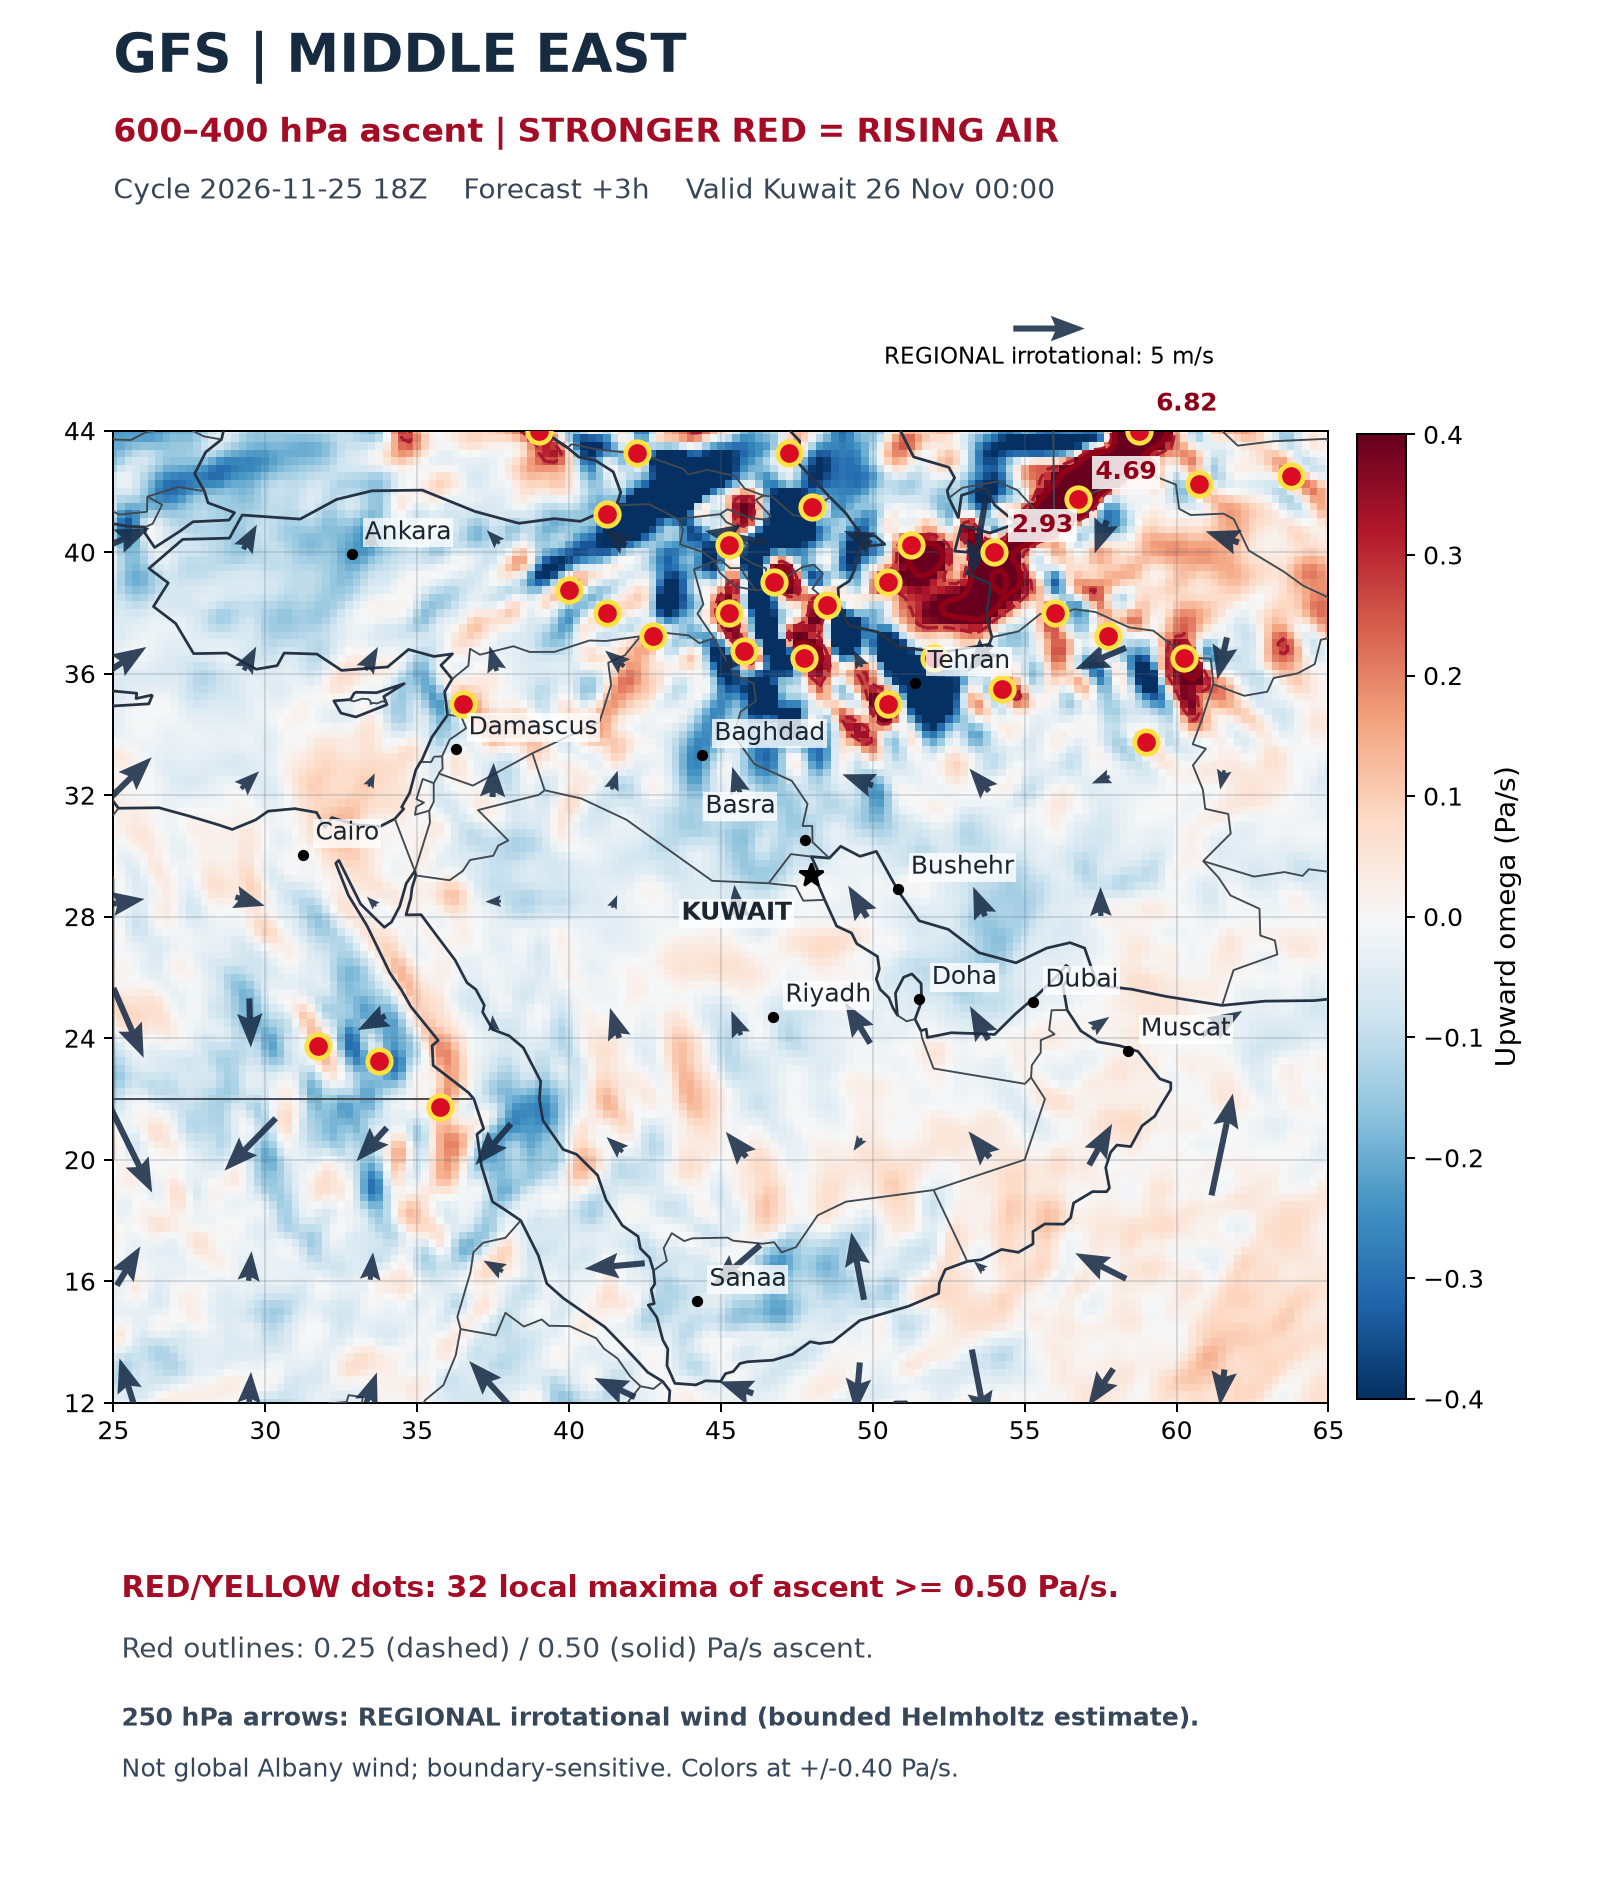 GFS | MIDDLE EAST
600–400 hPa ascent | STRONGER RED = RISING AIR
Cycle 2026-11-25 18Z Forecast +3h Valid Kuwait 26 Nov 00:00
REGIONAL irrotational: 5 m/s
6.82
4.69
2.93
Ankara
Tehran
Damascus
Baghdad
Basra
Cairo
Bushehr
KUWAIT
Doha
Dubai
Riyadh
Muscat
Sanaa
44
40
36
32
28
24
20
16
12
25 30 35 40 45 50 55 60 65
0.4
0.3
0.2
0.1
0.0
−0.1
−0.2
−0.3
−0.4
Upward omega (Pa/s)
RED/YELLOW dots: 32 local maxima of ascent >= 0.50 Pa/s.
Red outlines: 0.25 (dashed) / 0.50 (solid) Pa/s ascent.
250 hPa arrows: REGIONAL irrotational wind (bounded Helmholtz estimate).
Not global Albany wind; boundary-sensitive. Colors at +/-0.40 Pa/s.